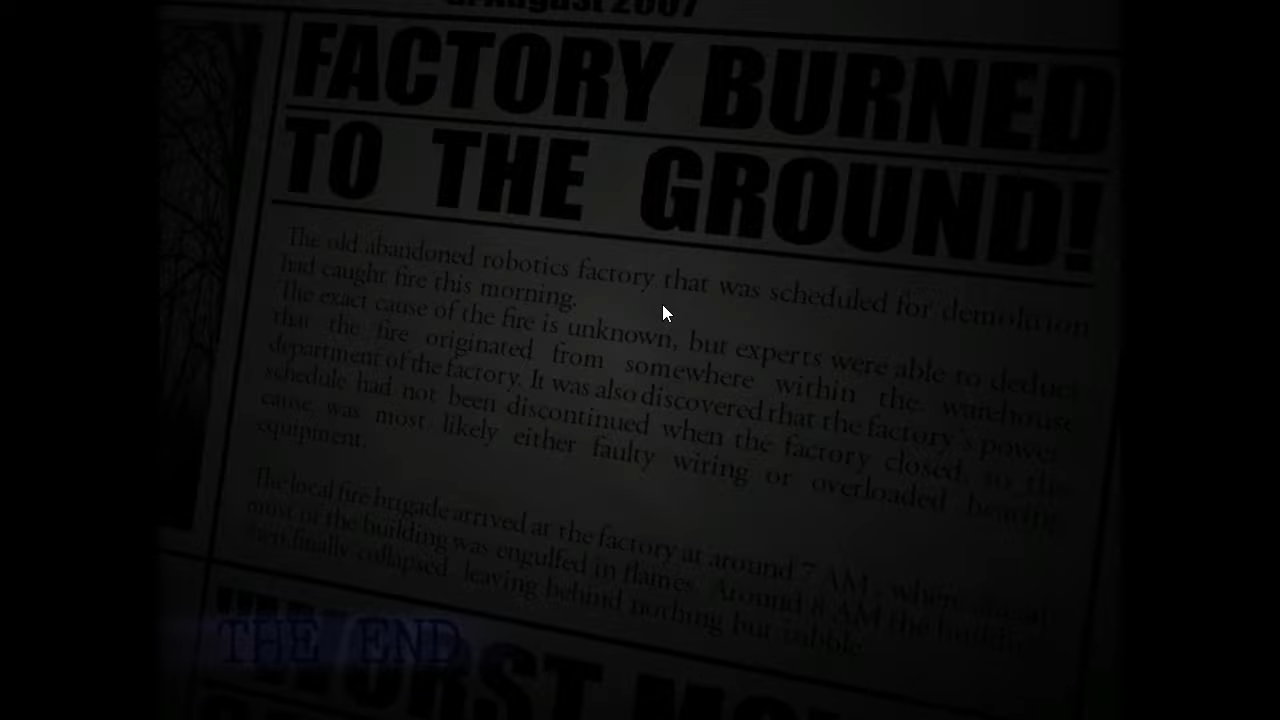 August 2007
FACTORY BURNED
TO THE GROUND!
The old abandoned robotics factory that was scheduled for demolition
had caught fire this morning.
The exact cause of the fire is unknown, but experts were able to deduct
that the fire originated from somewhere within the warehouse
department of the factory. It was also discovered that the factory's power
schedule had not been discontinued when the factory closed, so the
cause was most likely either faulty wiring or overloaded heating
equipment.
The local fire brigade arrived at the factory at around 7 AM, when
most of the building was engulfed in flames. Around 8 AM the
then finally collapsed, leaving behind nothing but rubble.
THE END
WORST